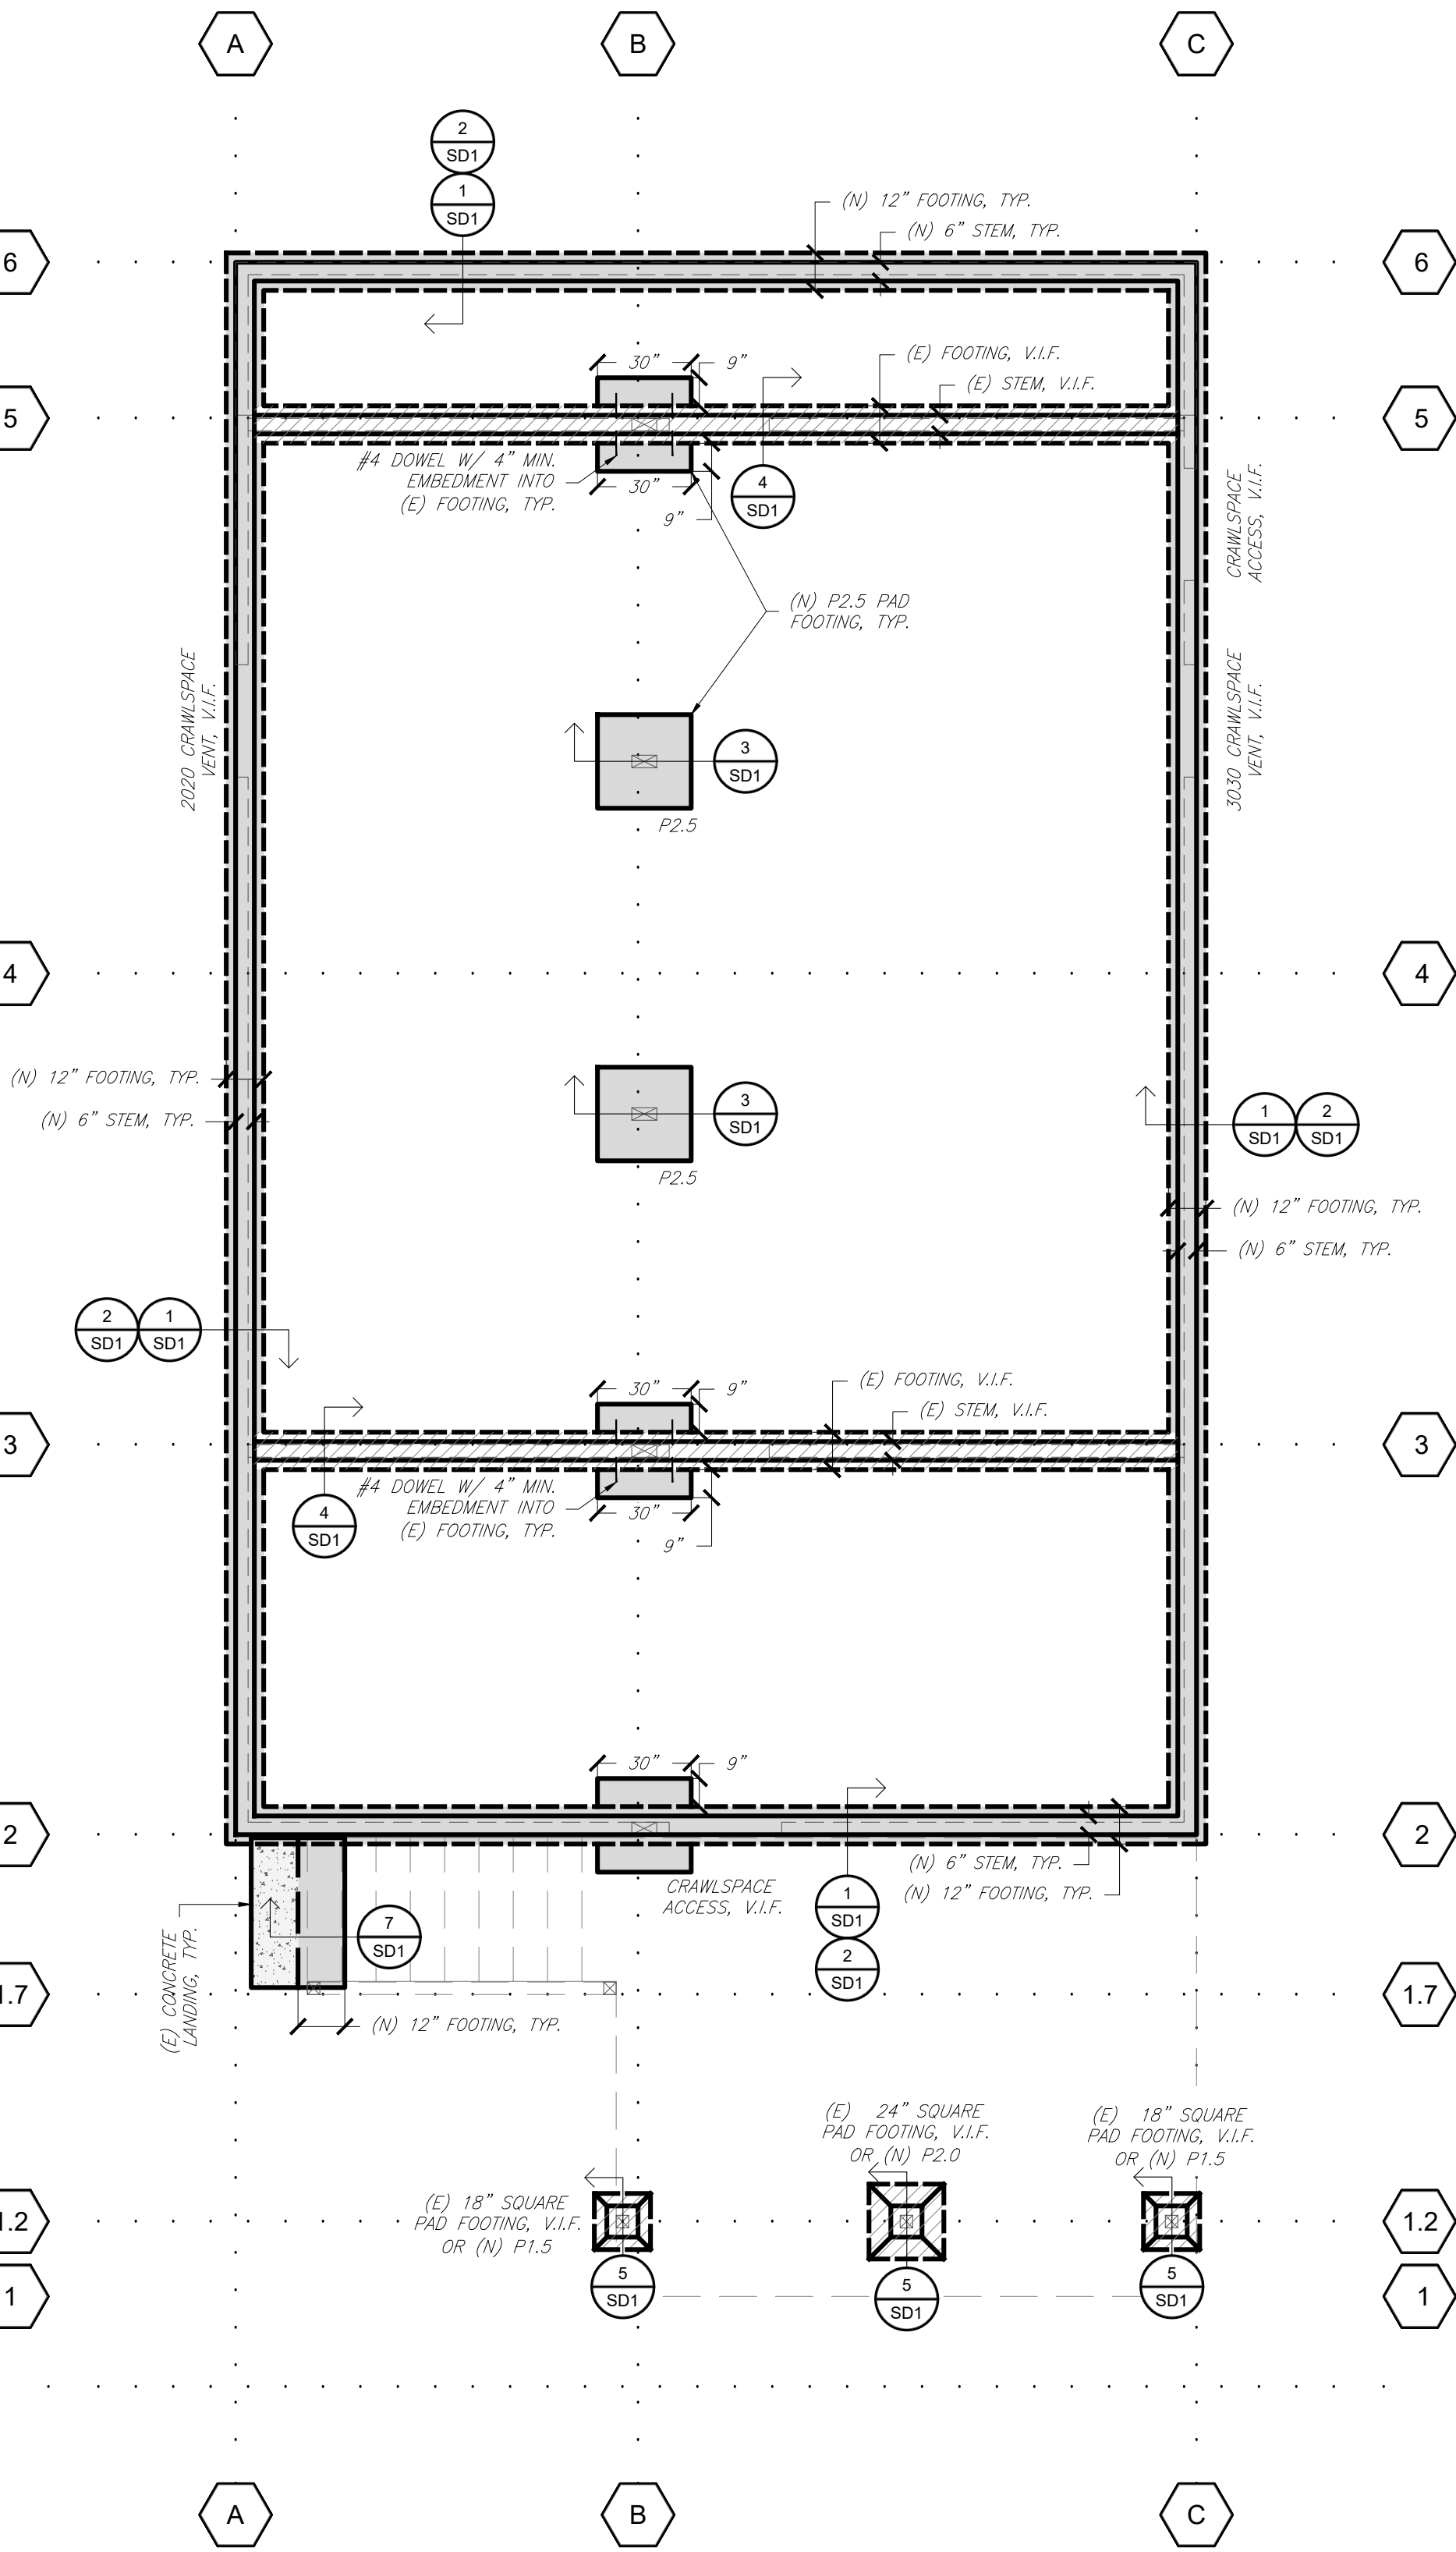 A
B
C
2
SD1
1
SD1
(N) 12" FOOTING, TYP.
(N) 6" STEM, TYP.
6
6
30"
9"
(E) FOOTING, V.I.F.
(E) STEM, V.I.F.
5
5
#4 DOWEL W/ 4" MIN.
EMBEDMENT INTO
(E) FOOTING, TYP.
30"
9"
4
SD1
CRAWLSPACE
ACCESS, V.I.F.
(N) P2.5 PAD
FOOTING, TYP.
2020 CRAWLSPACE
VENT, V.I.F.
3030 CRAWLSPACE
VENT, V.I.F.
3
SD1
P2.5
4
4
(N) 12" FOOTING, TYP.
(N) 6" STEM, TYP.
3
SD1
P2.5
1
SD1
2
SD1
(N) 12" FOOTING, TYP.
(N) 6" STEM, TYP.
2
SD1
1
SD1
30"
9"
(E) FOOTING, V.I.F.
(E) STEM, V.I.F.
3
3
#4 DOWEL W/ 4" MIN.
EMBEDMENT INTO
(E) FOOTING, TYP.
30"
9"
4
SD1
30"
9"
2
2
(N) 6" STEM, TYP.
(N) 12" FOOTING, TYP.
CRAWLSPACE
ACCESS, V.I.F.
1
SD1
2
SD1
7
SD1
(E) CONCRETE
LANDING, TYP.
1.7
1.7
(N) 12" FOOTING, TYP.
(E) 24" SQUARE
PAD FOOTING, V.I.F.
OR (N) P2.0
(E) 18" SQUARE
PAD FOOTING, V.I.F.
OR (N) P1.5
(E) 18" SQUARE
PAD FOOTING, V.I.F.
OR (N) P1.5
1.2
1.2
5
SD1
5
SD1
5
SD1
1
1
A
B
C